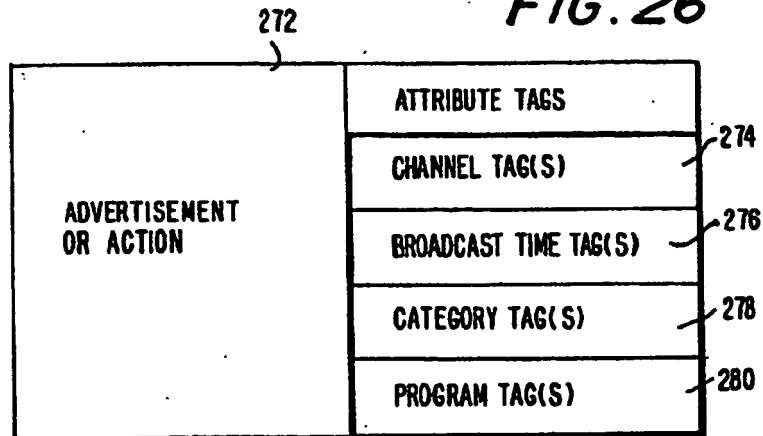 FIG. 26
272
ATTRIBUTE TAGS
274
CHANNEL TAG(S)
276
ADVERTISEMENT
OR ACTION
BROADCAST TIME TAG(S)
278
CATEGORY TAG(S)
280
PROGRAM TAG(S)